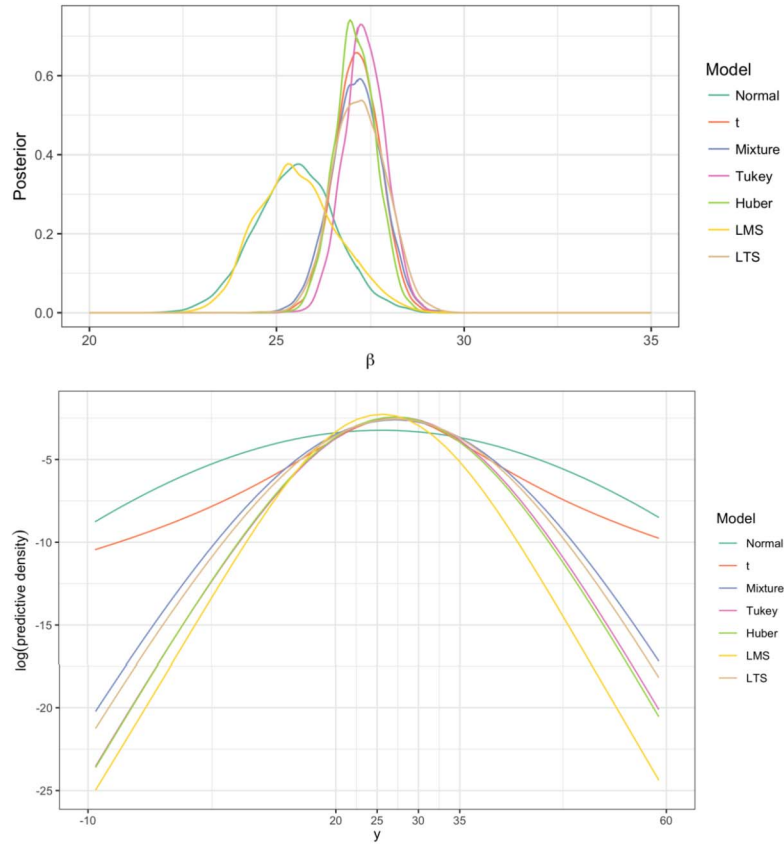 Posterior
0.6
0.4
0.2
0.0
20
25
30
35
β
Model
Normal
t
Mixture
Tukey
Huber
LMS
LTS
log(predictive density)
-5
-10
-15
-20
-25
-10
20
25
30
35
60
y
Model
Normal
t
Mixture
Tukey
Huber
LMS
LTS